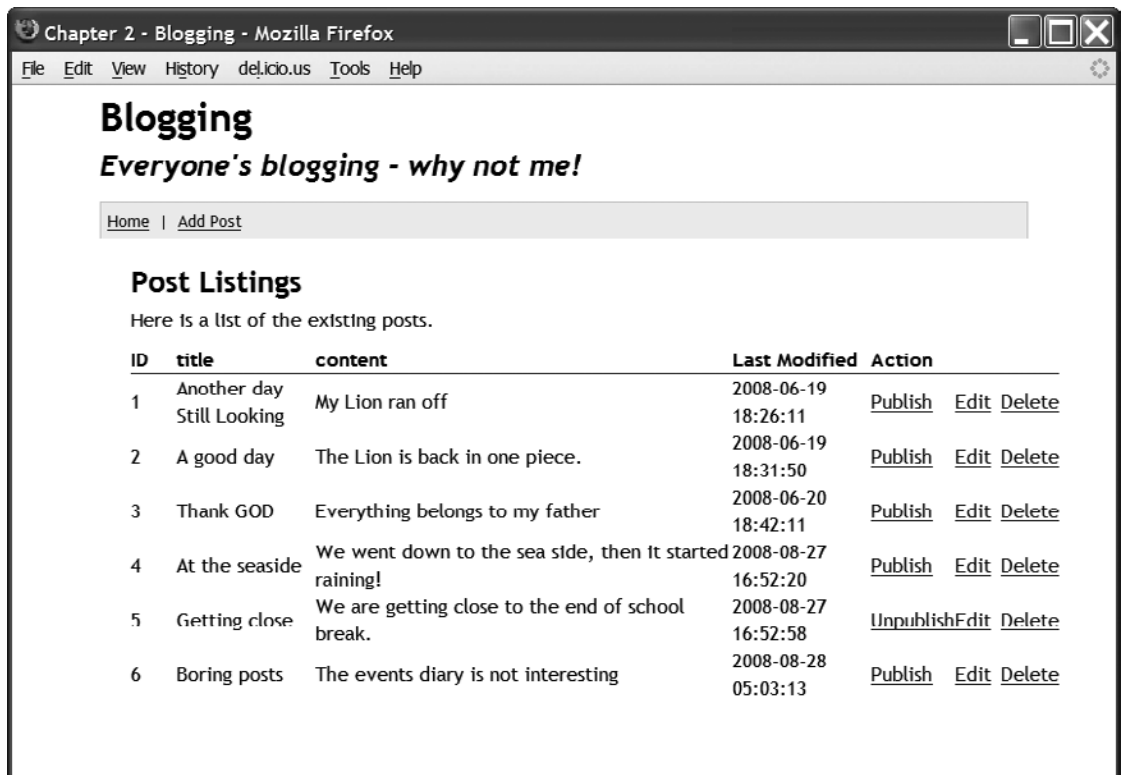 Chapter 2 - Blogging - Mozilla Firefox
File Edit View History del.icio.us Tools Help
Blogging
Everyone's blogging - why not me!
Home | Add Post
Post Listings
Here is a list of the existing posts.
ID title content Last Modified Action
1 Another day Still Looking My Lion ran off 2008-06-19 18:26:11 Publish Edit Delete
2 A good day The Lion is back in one piece. 2008-06-19 18:31:50 Publish Edit Delete
3 Thank GOD Everything belongs to my father 2008-06-20 18:42:11 Publish Edit Delete
4 At the seaside We went down to the sea side, then it started raining! 2008-08-27 16:52:20 Publish Edit Delete
5 Getting close We are getting close to the end of school break. 2008-08-27 16:52:58 Unpublish Edit Delete
6 Boring posts The events diary is not interesting 2008-08-28 05:03:13 Publish Edit Delete